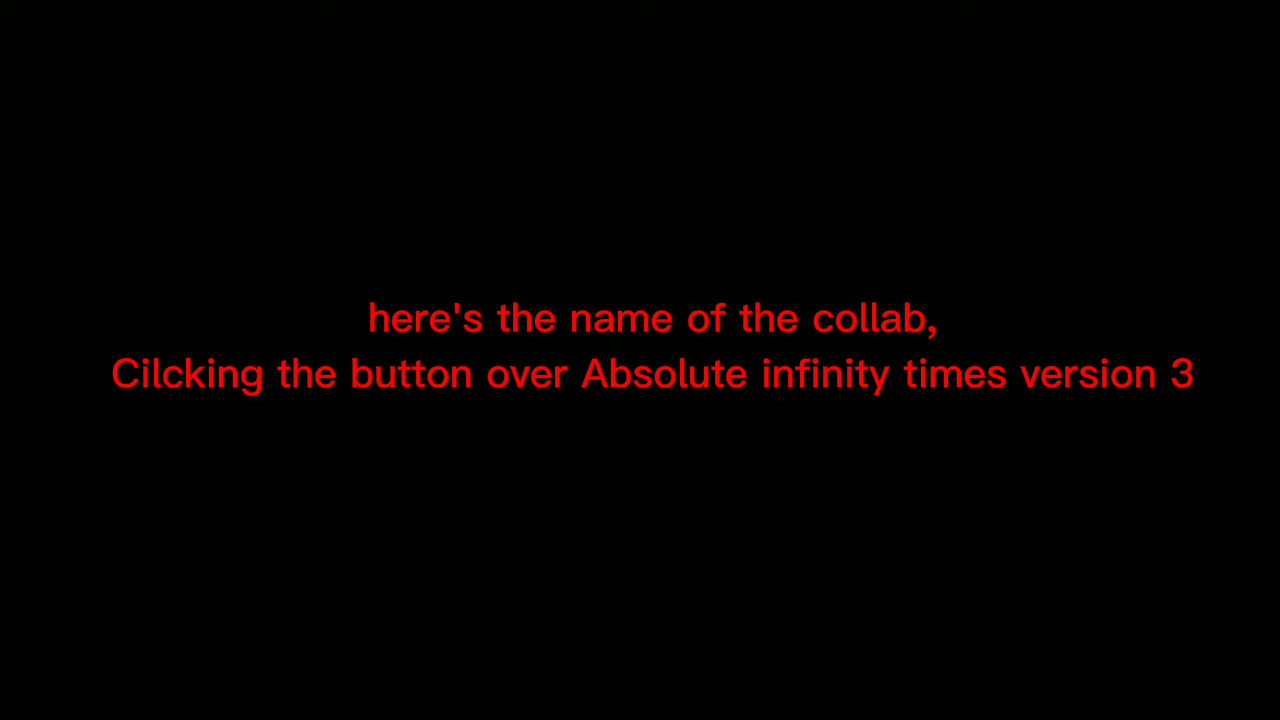 here's the name of the collab,
Cilcking the button over Absolute infinity times version 3